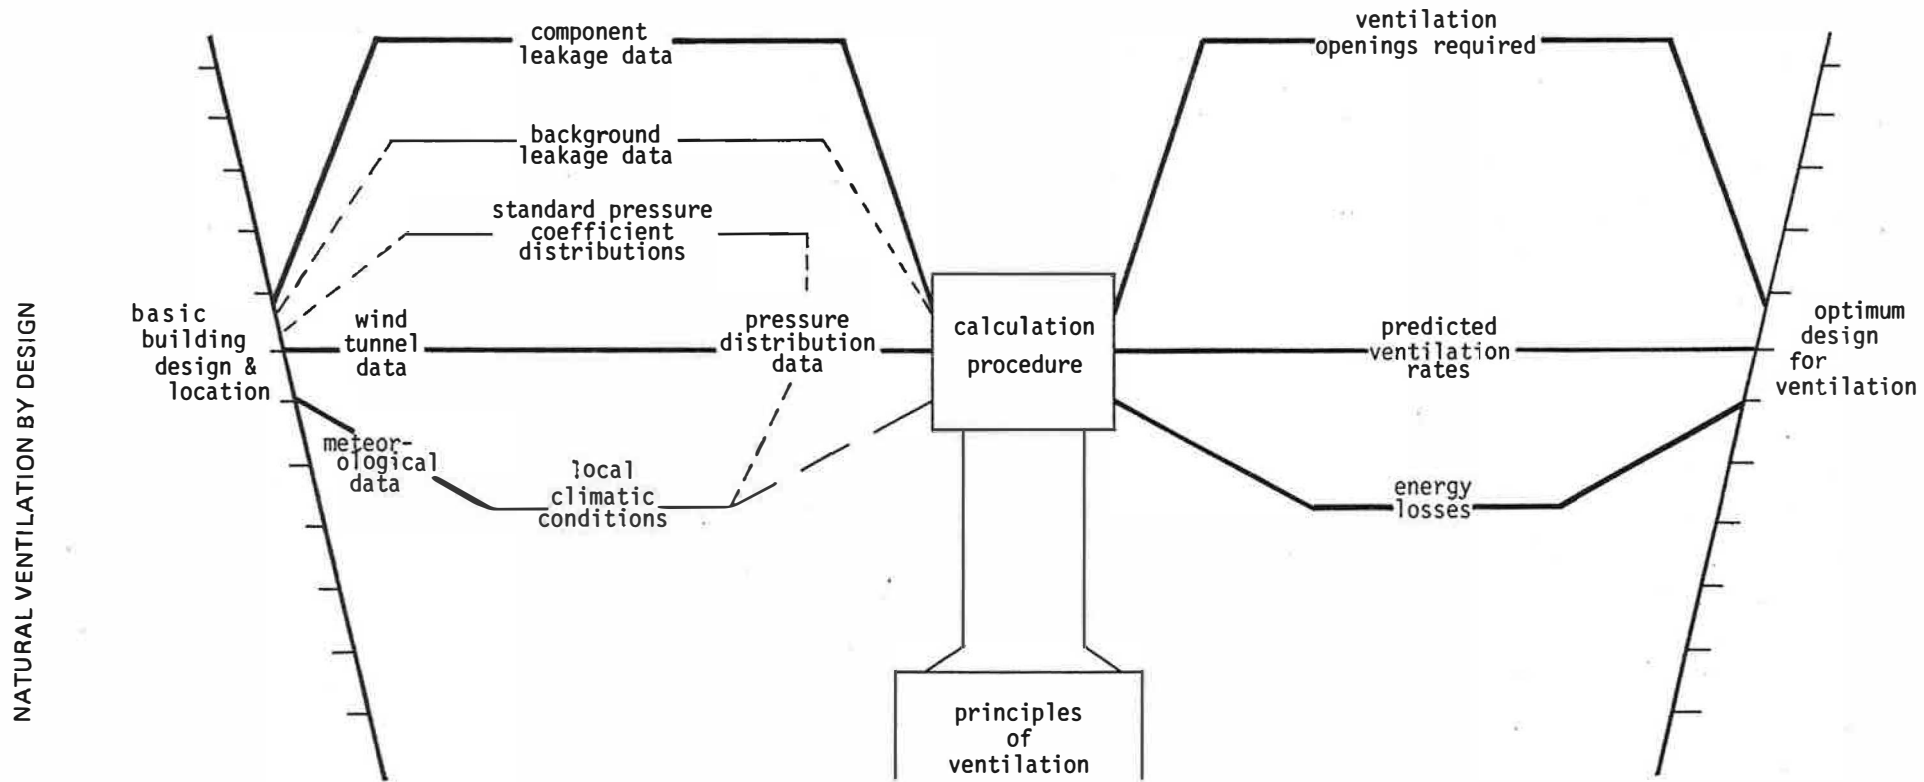 NATURAL VENTILATION BY DESIGN
component
leakage data
background
leakage data
standard pressure
coefficient
distributions
basic
building
design &
location
wind
tunnel
data
pressure
distribution
data
meteor-
ological
data
local
climatic
conditions
calculation
procedure
principles
of
ventilation
ventilation
openings required
predicted
ventilation
rates
energy
losses
optimum
design
for
ventilation